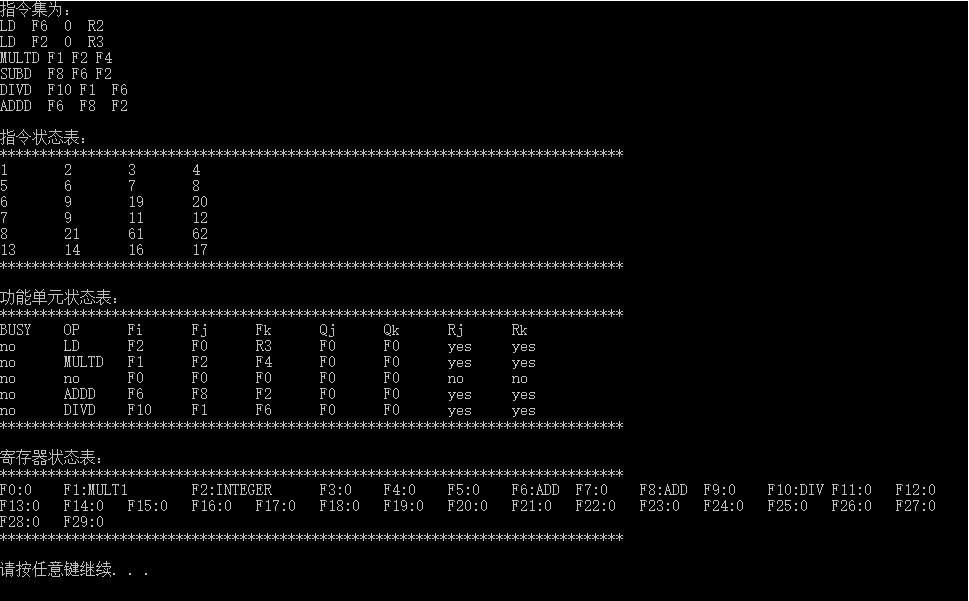 指令集为:
LD  F6  0  R2
LD  F2  0  R3
MULTD F1 F2 F4
SUBD  F8 F6 F2
DIVD  F10 F1  F6
ADDD  F6  F8  F2
指令状态表:
******************************************************************************
1       2       3       4
5       6       7       8
6       9       19      20
7       9       11      12
8       21      61      62
13      14      16      17
******************************************************************************
功能单元状态表:
******************************************************************************
BUSY    OP      Fi      Fj      Fk      Qj      Qk      Rj      Rk
no      LD      F2      F0      R3      F0      F0      yes     yes
no      MULTD   F1      F2      F4      F0      F0      yes     yes
no      no      F0      F0      F0      F0      F0      no      no
no      ADDD    F6      F8      F2      F0      F0      yes     yes
no      DIVD    F10     F1      F6      F0      F0      yes     yes
******************************************************************************
寄存器状态表:
******************************************************************************
F0:0    F1:MULT1        F2:INTEGER      F3:0    F4:0    F5:0    F6:ADD  F7:0    F8:ADD  F9:0    F10:DIV F11:0   F12:0
F13:0   F14:0   F15:0   F16:0   F17:0   F18:0   F19:0   F20:0   F21:0   F22:0   F23:0   F24:0   F25:0   F26:0   F27:0
F28:0   F29:0
******************************************************************************
请按任意键继续. . .